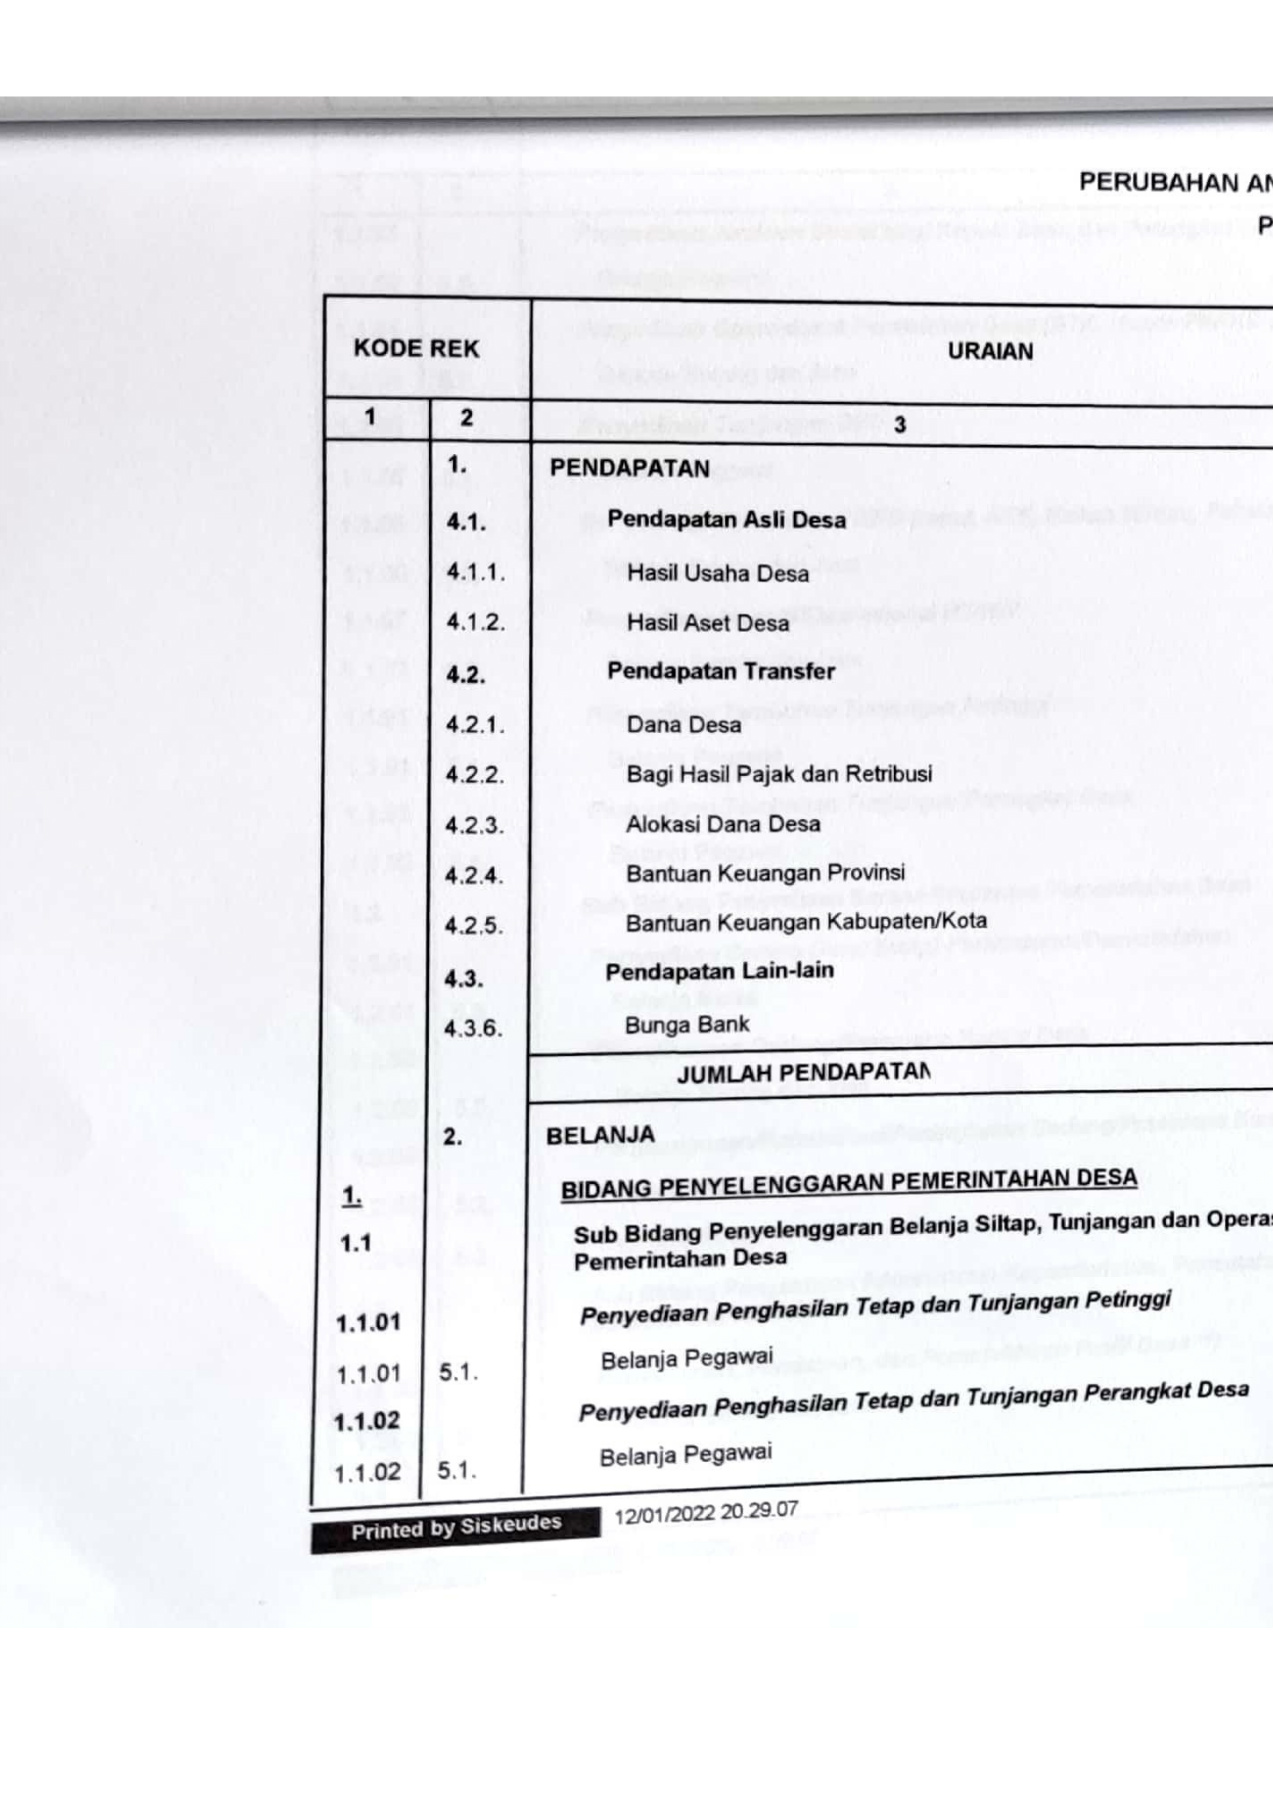 PERUBAHAN AN
P
KODE REK URAIAN
1 2 3
1. PENDAPATAN
4.1. Pendapatan Asli Desa
4.1.1. Hasil Usaha Desa
4.1.2. Hasil Aset Desa
4.2. Pendapatan Transfer
4.2.1. Dana Desa
4.2.2. Bagi Hasil Pajak dan Retribusi
4.2.3. Alokasi Dana Desa
4.2.4. Bantuan Keuangan Provinsi
4.2.5. Bantuan Keuangan Kabupaten/Kota
4.3. Pendapatan Lain-lain
4.3.6. Bunga Bank
JUMLAH PENDAPATAN
2. BELANJA
1. BIDANG PENYELENGGARAN PEMERINTAHAN DESA
1.1 Sub Bidang Penyelenggaran Belanja Siltap, Tunjangan dan Operas
Pemerintahan Desa
1.1.01 Penyediaan Penghasilan Tetap dan Tunjangan Petinggi
1.1.01 5.1. Belanja Pegawai
1.1.02 Penyediaan Penghasilan Tetap dan Tunjangan Perangkat Desa
1.1.02 5.1. Belanja Pegawai
Printed by Siskeudes 12/01/2022 20.29.07